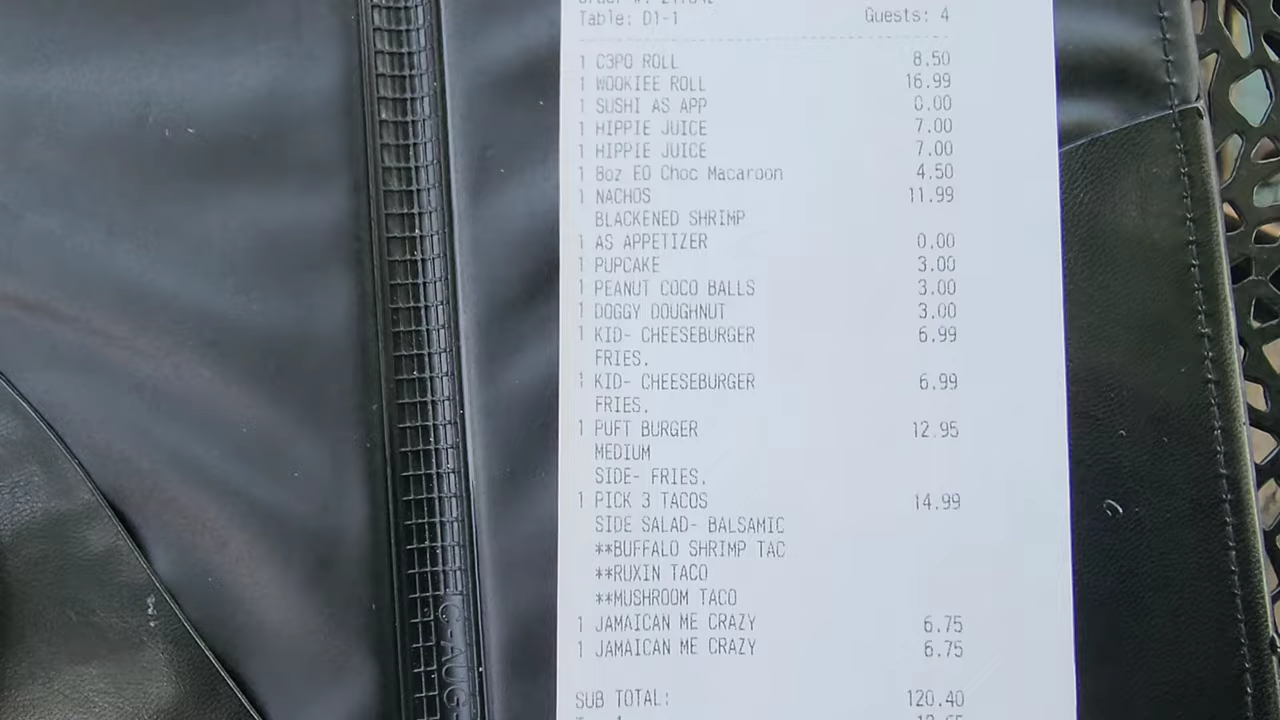 Table: D1-1 Guests: 4
1 C3PO ROLL 8.50
1 WOOKIEE ROLL 16.99
1 SUSHI AS APP 0.00
1 HIPPIE JUICE 7.00
1 HIPPIE JUICE 7.00
1 8oz EO Choc Macaroon 4.50
1 NACHOS 11.99
BLACKENED SHRIMP
1 AS APPETIZER 0.00
1 PUPCAKE 3.00
1 PEANUT COCO BALLS 3.00
1 DOGGY DOUGHNUT 3.00
1 KID- CHEESEBURGER 6.99
FRIES.
1 KID- CHEESEBURGER 6.99
FRIES.
1 PUFT BURGER 12.95
MEDIUM
SIDE- FRIES.
1 PICK 3 TACOS 14.99
SIDE SALAD- BALSAMIC
**BUFFALO SHRIMP TAC
**RUXIN TACO
**MUSHROOM TACO
1 JAMAICAN ME CRAZY 6.75
1 JAMAICAN ME CRAZY 6.75
SUB TOTAL: 120.40